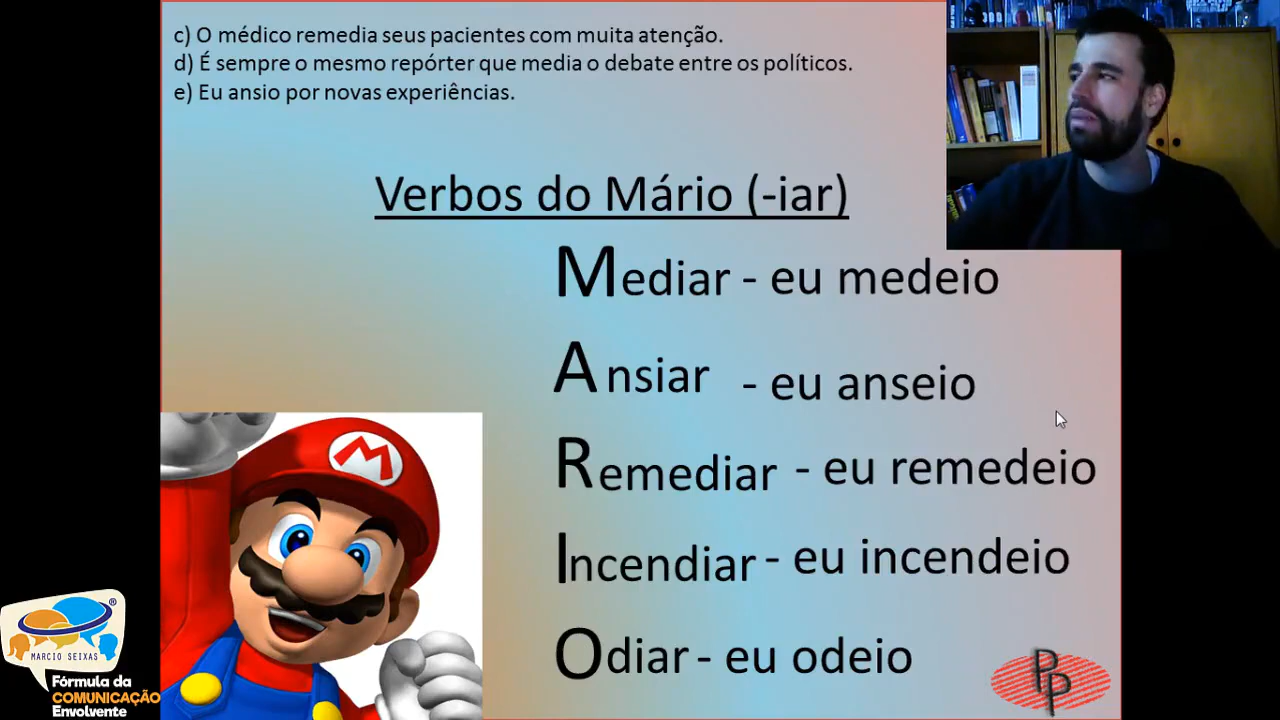 c) O médico remedia seus pacientes com muita atenção.
d) É sempre o mesmo repórter que media o debate entre os políticos.
e) Eu ansio por novas experiências.
Verbos do Mário (-iar)
Mediar - eu medeio
Ansiar - eu anseio
Remediar - eu remedeio
Incendiar - eu incendeio
Odiar - eu odeio
M
PP
®
MARCIO SEIXAS
Fórmula da
COMUNICAÇÃO
Envolvente